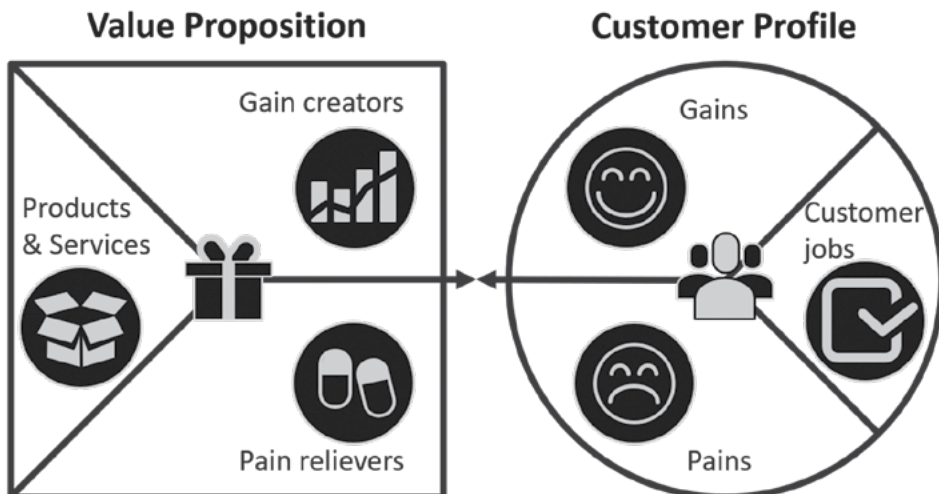 Value Proposition
Customer Profile
Gain creators
Products
& Services
Pain relievers
Gains
Customer
jobs
Pains